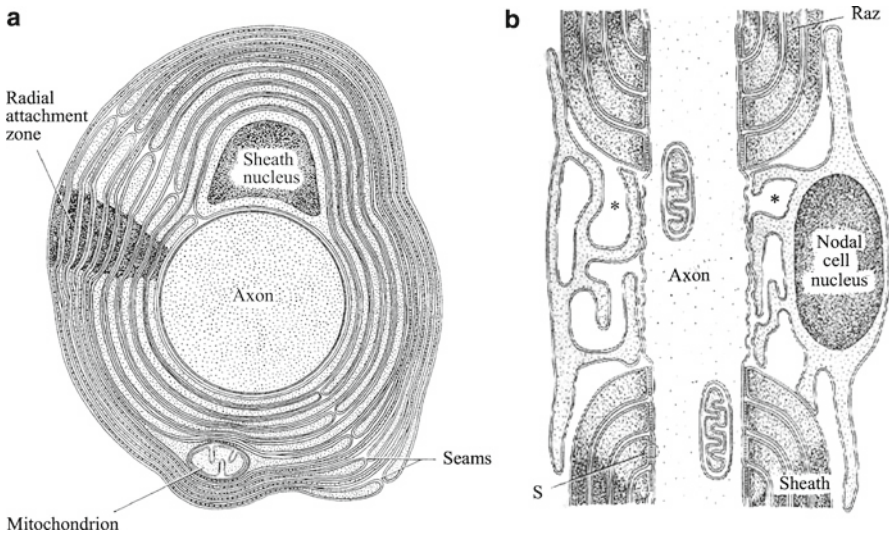 a
Radial
attachment
zone
Sheath
nucleus
Axon
Seams
Mitochondrion
b
Raz
*
*
Nodal
cell
nucleus
Axon
S
Sheath